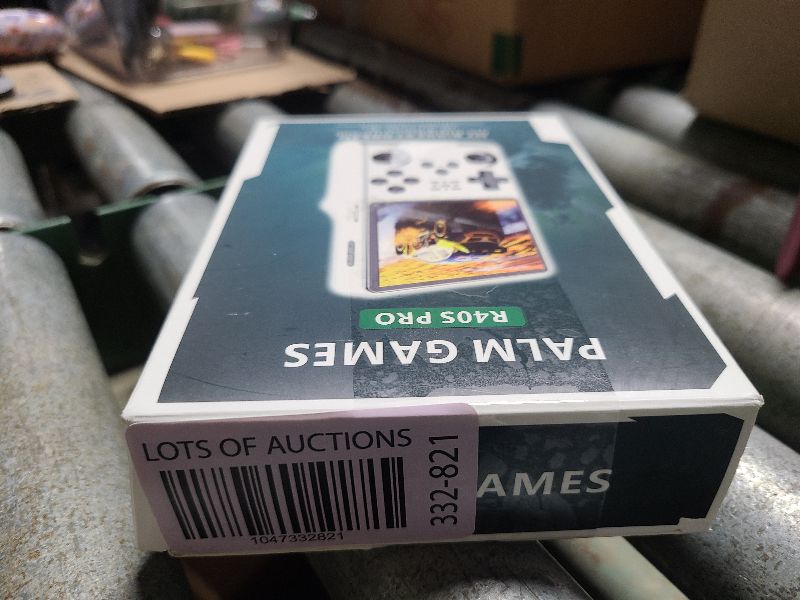 R40S PRO
PALM GAMES
LOTS OF AUCTIONS
332-821
1047332821
AMES